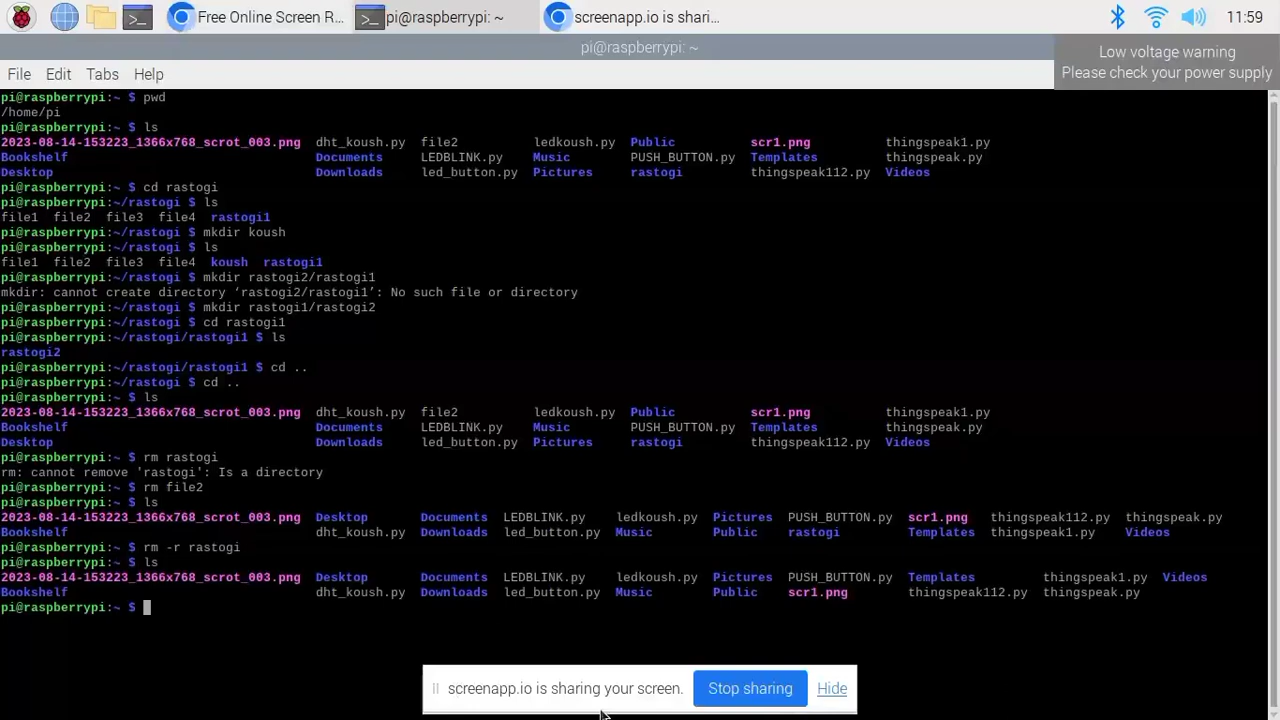 Free Online Screen R...
pi@raspberrypi: ~
screenapp.io is shari...
11:59
pi@raspberrypi: ~
Low voltage warning
Please check your power supply
File Edit Tabs Help
pi@raspberrypi:~ $ pwd
/home/pi
pi@raspberrypi:~ $ ls
2023-08-14-153223_1366x768_scrot_003.png dht_koush.py file2 ledkoush.py Public scr1.png thingspeak1.py
Bookshelf Documents LEDBLINK.py Music PUSH_BUTTON.py Templates thingspeak.py
Desktop Downloads led_button.py Pictures rastogi thingspeak112.py Videos
pi@raspberrypi:~ $ cd rastogi
pi@raspberrypi:~/rastogi $ ls
file1 file2 file3 file4 rastogi1
pi@raspberrypi:~/rastogi $ mkdir koush
pi@raspberrypi:~/rastogi $ ls
file1 file2 file3 file4 koush rastogi1
pi@raspberrypi:~/rastogi $ mkdir rastogi2/rastogi1
mkdir: cannot create directory ‘rastogi2/rastogi1’: No such file or directory
pi@raspberrypi:~/rastogi $ mkdir rastogi1/rastogi2
pi@raspberrypi:~/rastogi $ cd rastogi1
pi@raspberrypi:~/rastogi/rastogi1 $ ls
rastogi2
pi@raspberrypi:~/rastogi/rastogi1 $ cd ..
pi@raspberrypi:~/rastogi $ cd ..
pi@raspberrypi:~ $ ls
2023-08-14-153223_1366x768_scrot_003.png dht_koush.py file2 ledkoush.py Public scr1.png thingspeak1.py
Bookshelf Documents LEDBLINK.py Music PUSH_BUTTON.py Templates thingspeak.py
Desktop Downloads led_button.py Pictures rastogi thingspeak112.py Videos
pi@raspberrypi:~ $ rm rastogi
rm: cannot remove 'rastogi': Is a directory
pi@raspberrypi:~ $ rm file2
pi@raspberrypi:~ $ ls
2023-08-14-153223_1366x768_scrot_003.png Desktop Documents LEDBLINK.py ledkoush.py Pictures PUSH_BUTTON.py scr1.png thingspeak112.py thingspeak.py
Bookshelf dht_koush.py Downloads led_button.py Music Public rastogi Templates thingspeak1.py Videos
pi@raspberrypi:~ $ rm -r rastogi
pi@raspberrypi:~ $ ls
2023-08-14-153223_1366x768_scrot_003.png Desktop Documents LEDBLINK.py ledkoush.py Pictures PUSH_BUTTON.py Templates thingspeak1.py Videos
Bookshelf dht_koush.py Downloads led_button.py Music Public scr1.png thingspeak112.py thingspeak.py
pi@raspberrypi:~ $
screenapp.io is sharing your screen. Stop sharing Hide